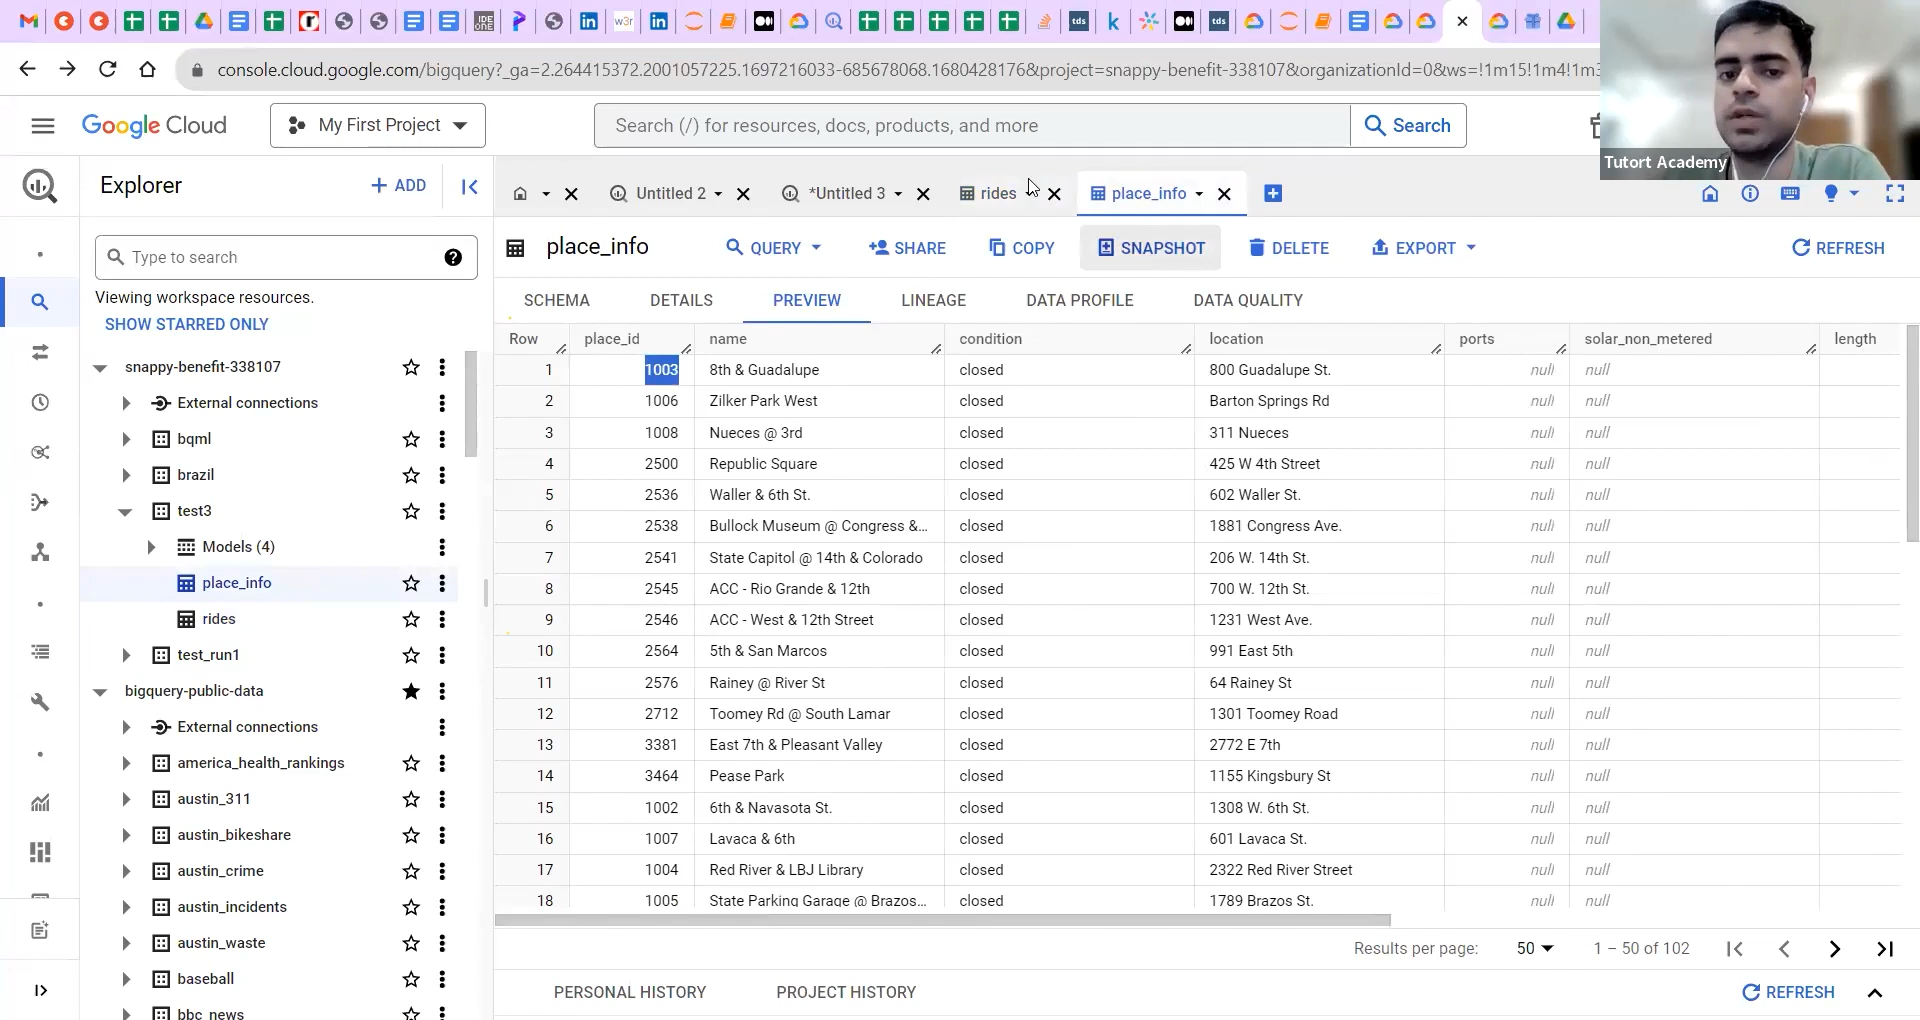 console.cloud.google.com/bigquery?_ga=2.264415372.2001057225.1697216033-685678068.1680428176&project=snappy-benefit-338107&organizationId=0&ws=!1m15!1m4!1m3
Google Cloud
My First Project
Search (/) for resources, docs, products, and more
Search
Tutort Academy
Explorer
+ ADD
Untitled 2
*Untitled 3
rides
place_info
place_info
QUERY
SHARE
COPY
SNAPSHOT
DELETE
EXPORT
REFRESH
Type to search
Viewing workspace resources.
SHOW STARRED ONLY
SCHEMA
DETAILS
PREVIEW
LINEAGE
DATA PROFILE
DATA QUALITY
snappy-benefit-338107
External connections
bqml
brazil
test3
Models (4)
place_info
rides
test_run1
bigquery-public-data
External connections
america_health_rankings
austin_311
austin_bikeshare
austin_crime
austin_incidents
austin_waste
baseball
bbc_news
Row place_id name condition location ports solar_non_metered length
1 1003 8th & Guadalupe closed 800 Guadalupe St. null null
2 1006 Zilker Park West closed Barton Springs Rd null null
3 1008 Nueces @ 3rd closed 311 Nueces null null
4 2500 Republic Square closed 425 W 4th Street null null
5 2536 Waller & 6th St. closed 602 Waller St. null null
6 2538 Bullock Museum @ Congress &... closed 1881 Congress Ave. null null
7 2541 State Capitol @ 14th & Colorado closed 206 W. 14th St. null null
8 2545 ACC - Rio Grande & 12th closed 700 W. 12th St. null null
9 2546 ACC - West & 12th Street closed 1231 West Ave. null null
10 2564 5th & San Marcos closed 991 East 5th null null
11 2576 Rainey @ River St closed 64 Rainey St null null
12 2712 Toomey Rd @ South Lamar closed 1301 Toomey Road null null
13 3381 East 7th & Pleasant Valley closed 2772 E 7th null null
14 3464 Pease Park closed 1155 Kingsbury St null null
15 1002 6th & Navasota St. closed 1308 W. 6th St. null null
16 1007 Lavaca & 6th closed 601 Lavaca St. null null
17 1004 Red River & LBJ Library closed 2322 Red River Street null null
18 1005 State Parking Garage @ Brazos... closed 1789 Brazos St. null null
Results per page: 50 1 – 50 of 102
PERSONAL HISTORY
PROJECT HISTORY
REFRESH